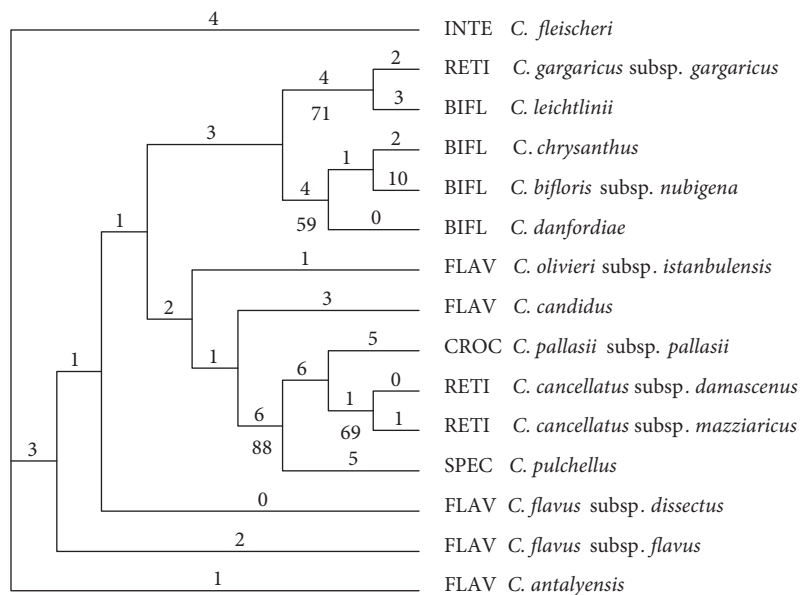 4 INTE C. fleischeri
2 RETI C. gargaricus subsp. gargaricus
4
71
3 BIFL C. leichtlinii
3
2 BIFL C. chrysanthus
1
10 BIFL C. bifloris subsp. nubigena
4
59
0 BIFL C. danfordiae
1
1 FLAV C. olivieri subsp. istanbulensis
2
3 FLAV C. candidus
1
5 CROC C. pallasii subsp. pallasii
1
6
0 RETI C. cancellatus subsp. damascenus
1
69
1 RETI C. cancellatus subsp. mazziaricus
6
88
5 SPEC C. pulchellus
3
0 FLAV C. flavus subsp. dissectus
2 FLAV C. flavus subsp. flavus
1 FLAV C. antalyensis